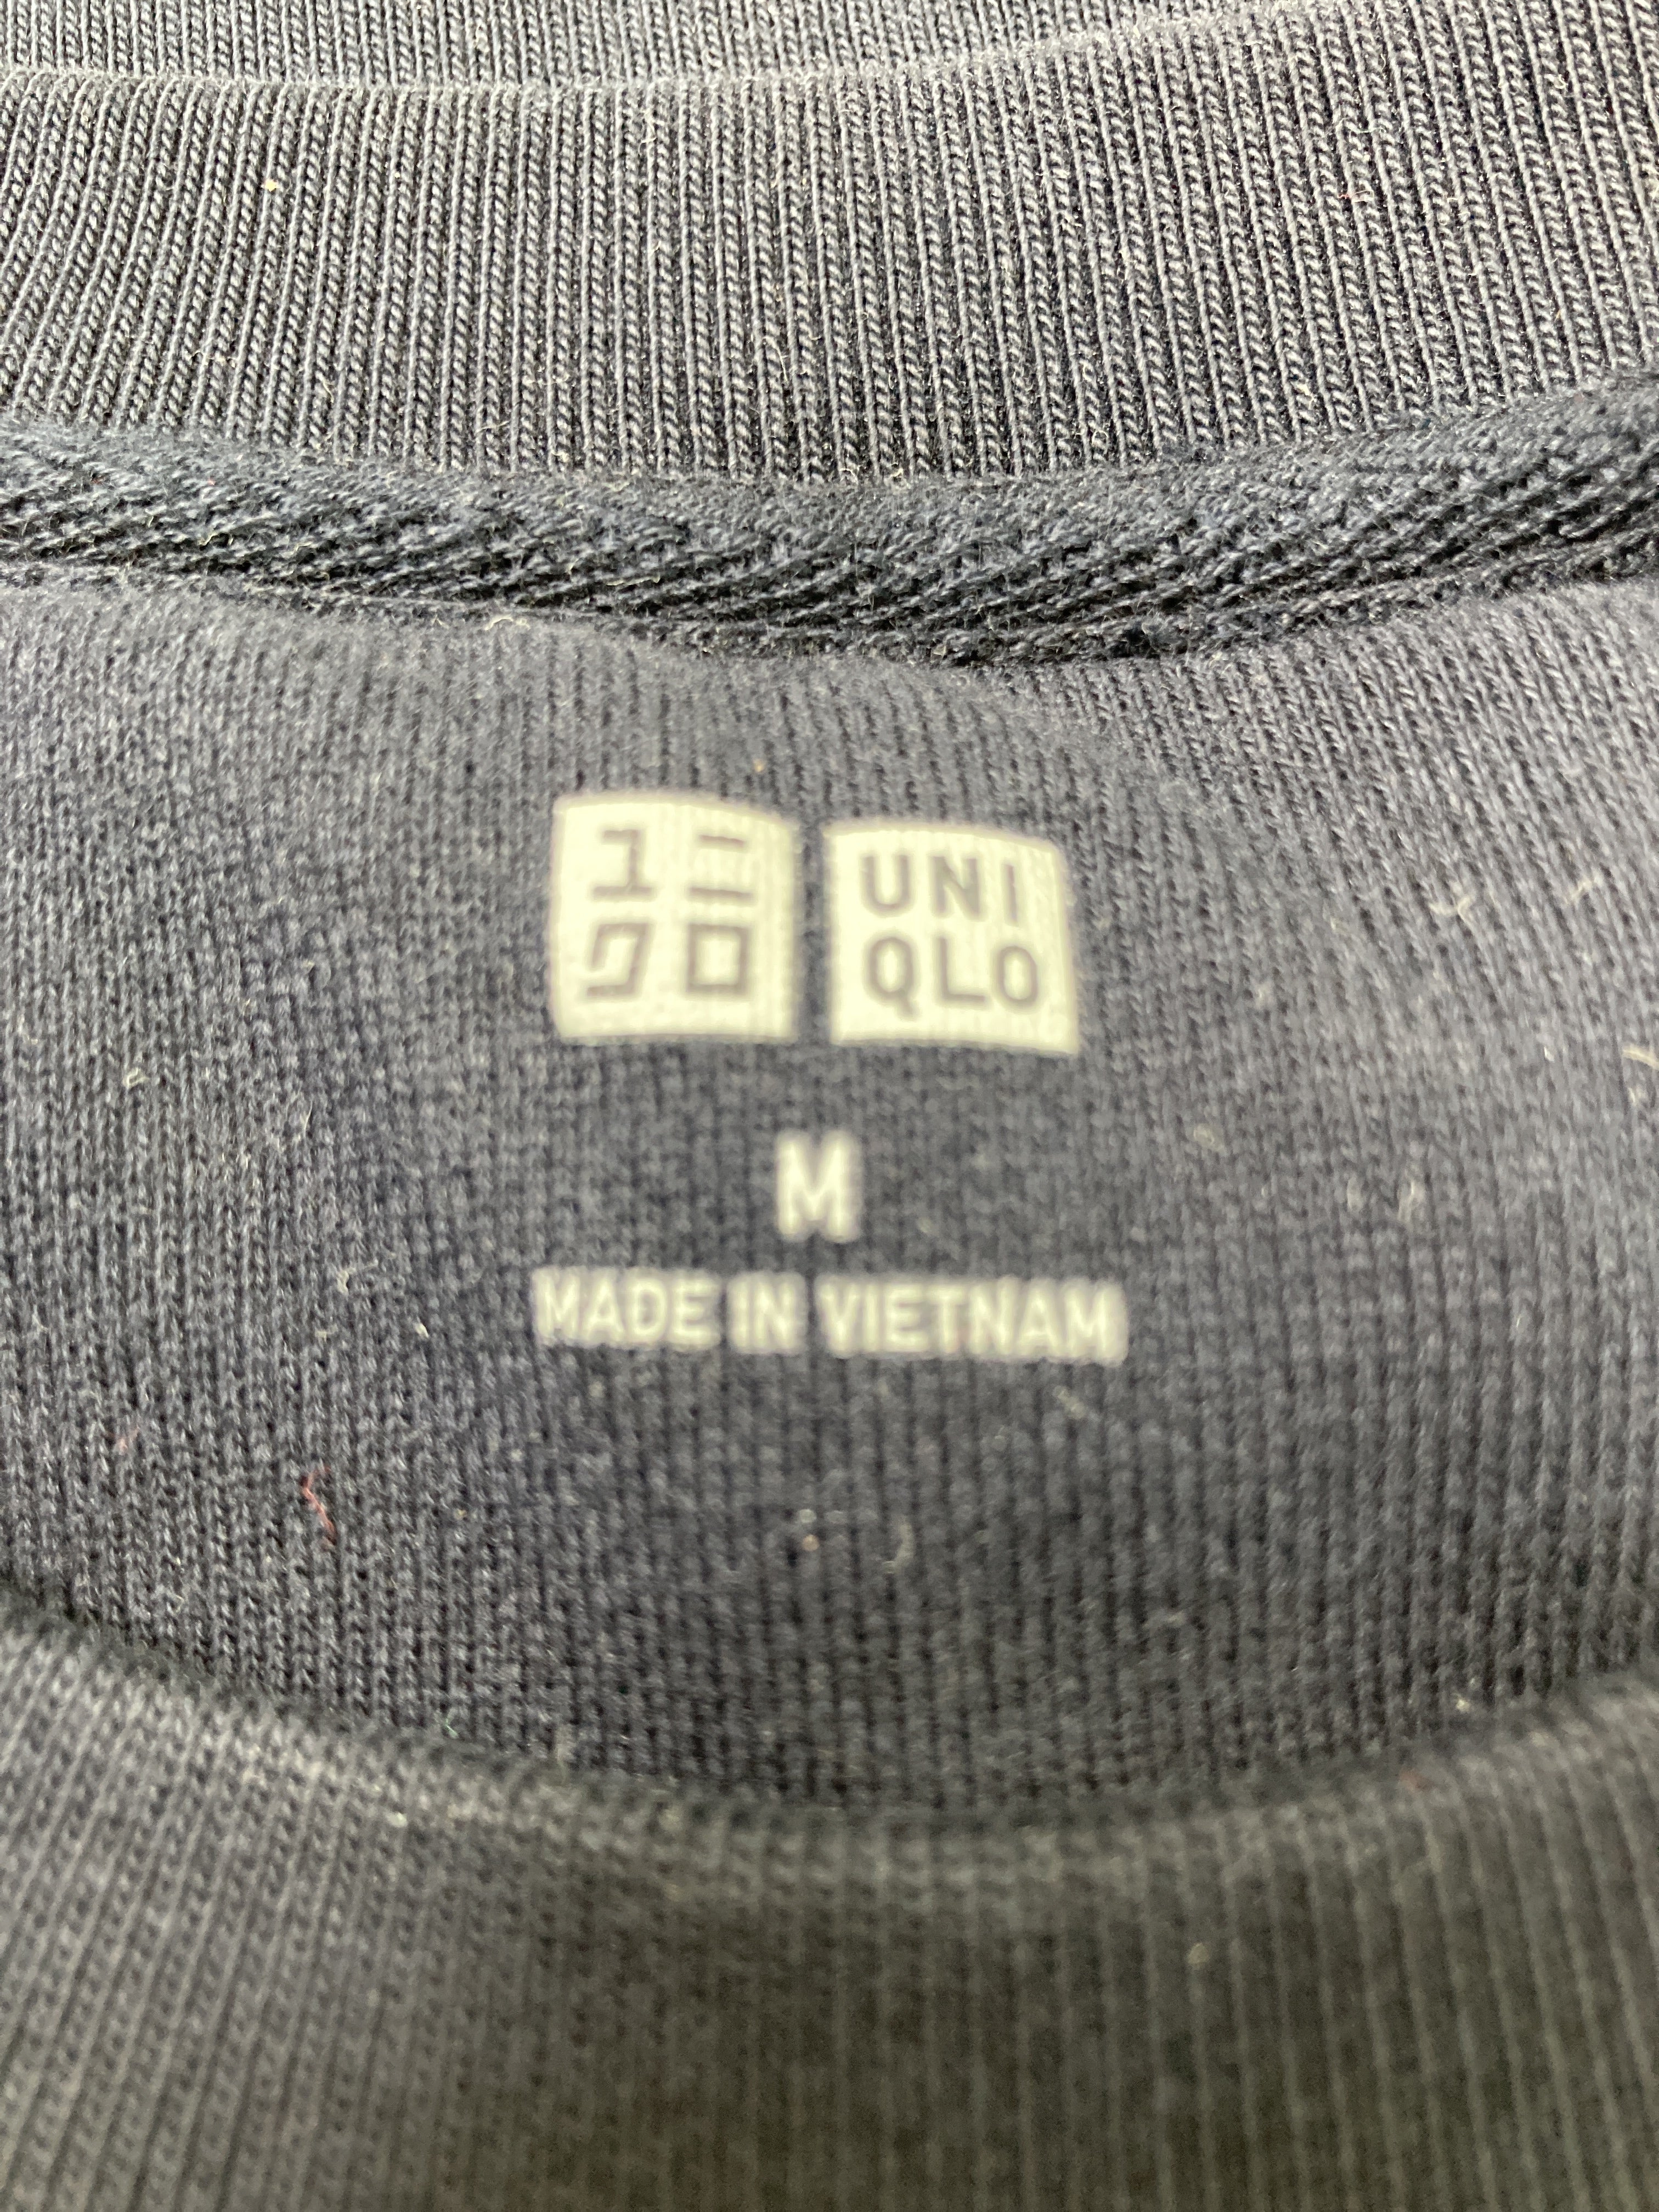 ユニ
クロ
UNI
QLO
M
MADE IN VIETNAM